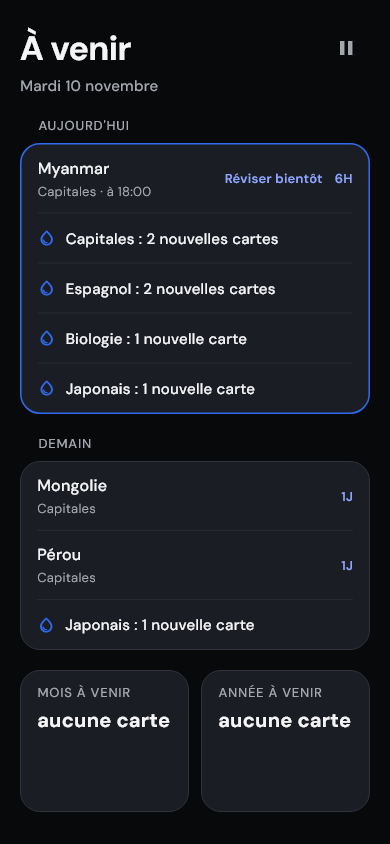 À venir
Mardi 10 novembre
AUJOURD'HUI
Myanmar
Capitales · à 18:00
Réviser bientôt 6H
Capitales : 2 nouvelles cartes
Espagnol : 2 nouvelles cartes
Biologie : 1 nouvelle carte
Japonais : 1 nouvelle carte
DEMAIN
Mongolie
Capitales
1J
Pérou
Capitales
1J
Japonais : 1 nouvelle carte
MOIS À VENIR
aucune carte
ANNÉE À VENIR
aucune carte